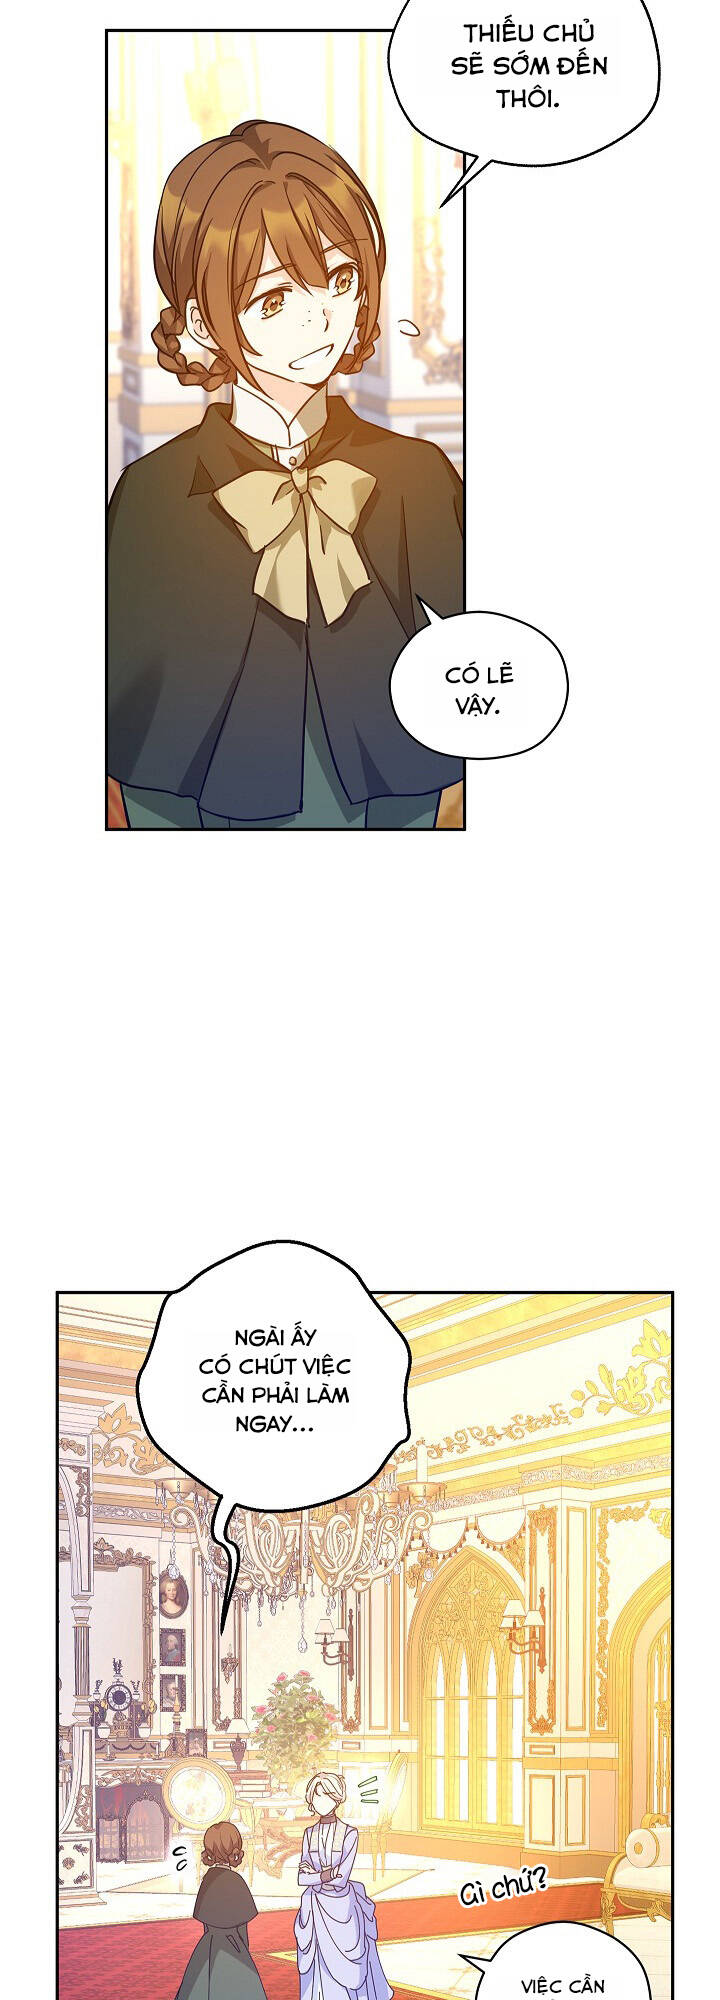 THIẾU CHỦ
SẼ SỚM ĐẾN
THÔI.
CÓ LẼ
VẬY.
NGÀI ẤY
CÓ CHÚT VIỆC
CẦN PHẢI LÀM
NGAY...
Gì chứ?
VIỆC CẦN